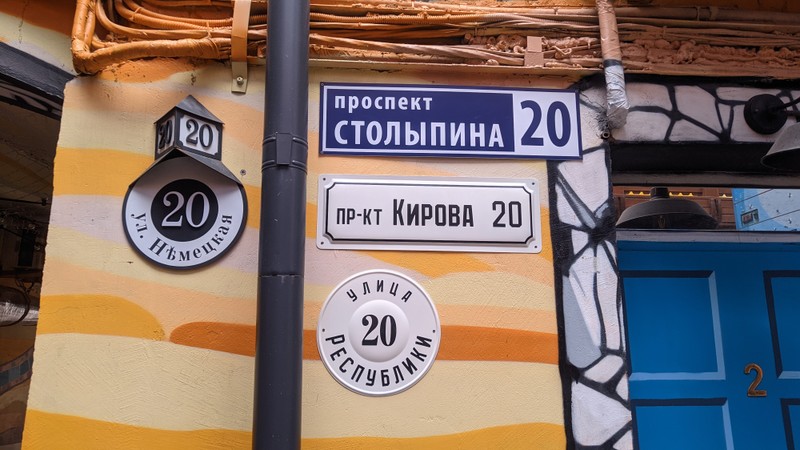 20
20
ул. Нѣмецкая
проспект
СТОЛЫПИНА 20
ПР-КТ КИРОВА 20
УЛИЦА
20
РЕСПУБЛИКИ
2